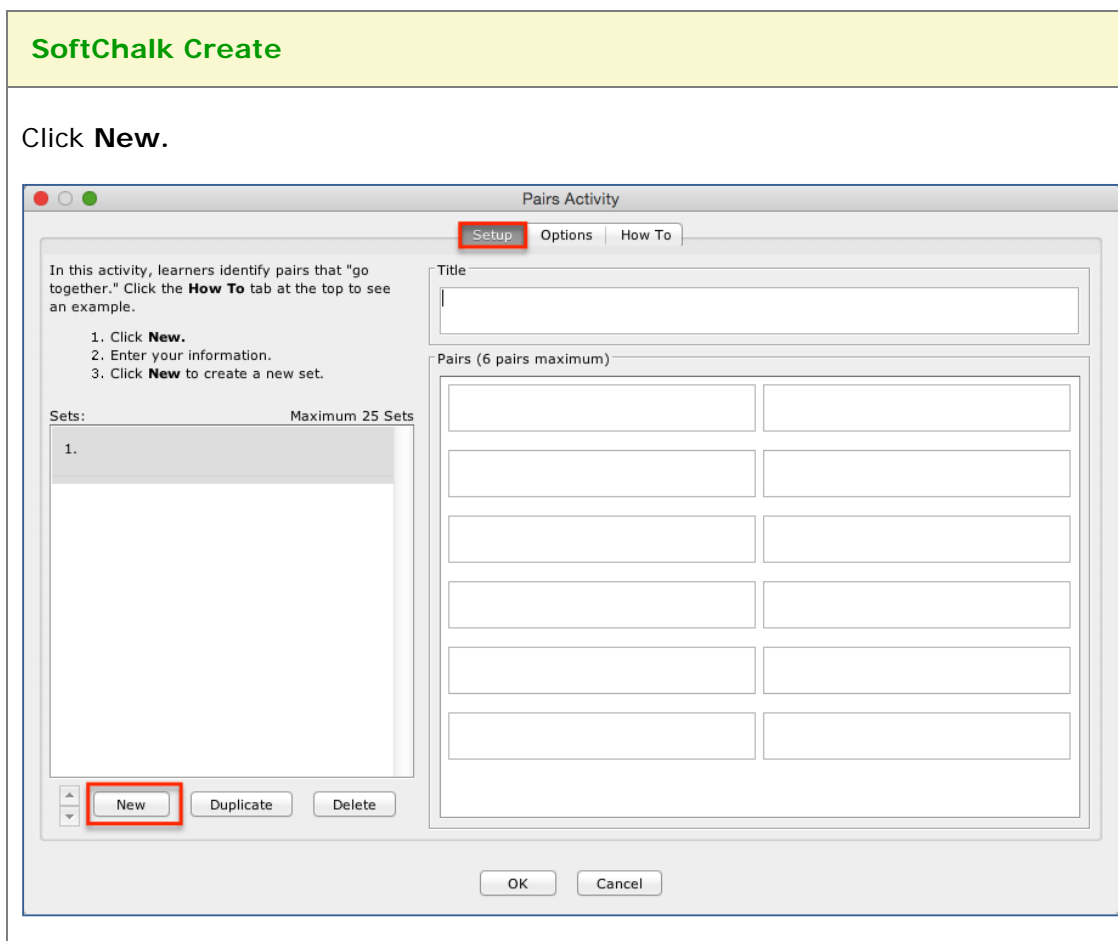 SoftChalk Create
Click New.
Pairs Activity
Setup Options How To
In this activity, learners identify pairs that "go
together." Click the How To tab at the top to see
an example.
1. Click New.
2. Enter your information.
3. Click New to create a new set.
Sets: Maximum 25 Sets
1.
New Duplicate Delete
Title
Pairs (6 pairs maximum)
OK Cancel